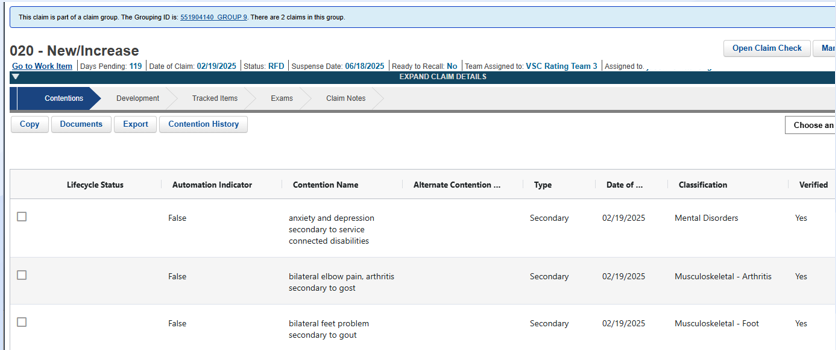 This claim is part of a claim group. The Grouping ID is: 551904140_GROUP 9. There are 2 claims in this group.
020 - New/Increase
Open Claim Check
Go to Work Item Days Pending: 119 Date of Claim: 02/19/2025 Status: RFD Suspense Date: 06/18/2025 Ready to Recall: No Team Assigned to: VSC Rating Team 3 Assigned to:
EXPAND CLAIM DETAILS
Contentions Development Tracked Items Exams Claim Notes
Copy Documents Export Contention History Choose an
Lifecycle Status Automation Indicator Contention Name Alternate Contention ... Type Date of ... Classification Verified
False anxiety and depression Secondary 02/19/2025 Mental Disorders Yes
secondary to service
connected disabilities
False bilateral elbow pain, arthritis Secondary 02/19/2025 Musculoskeletal - Arthritis Yes
secondary to gost
False bilateral feet problem Secondary 02/19/2025 Musculoskeletal - Foot Yes
secondary to gout